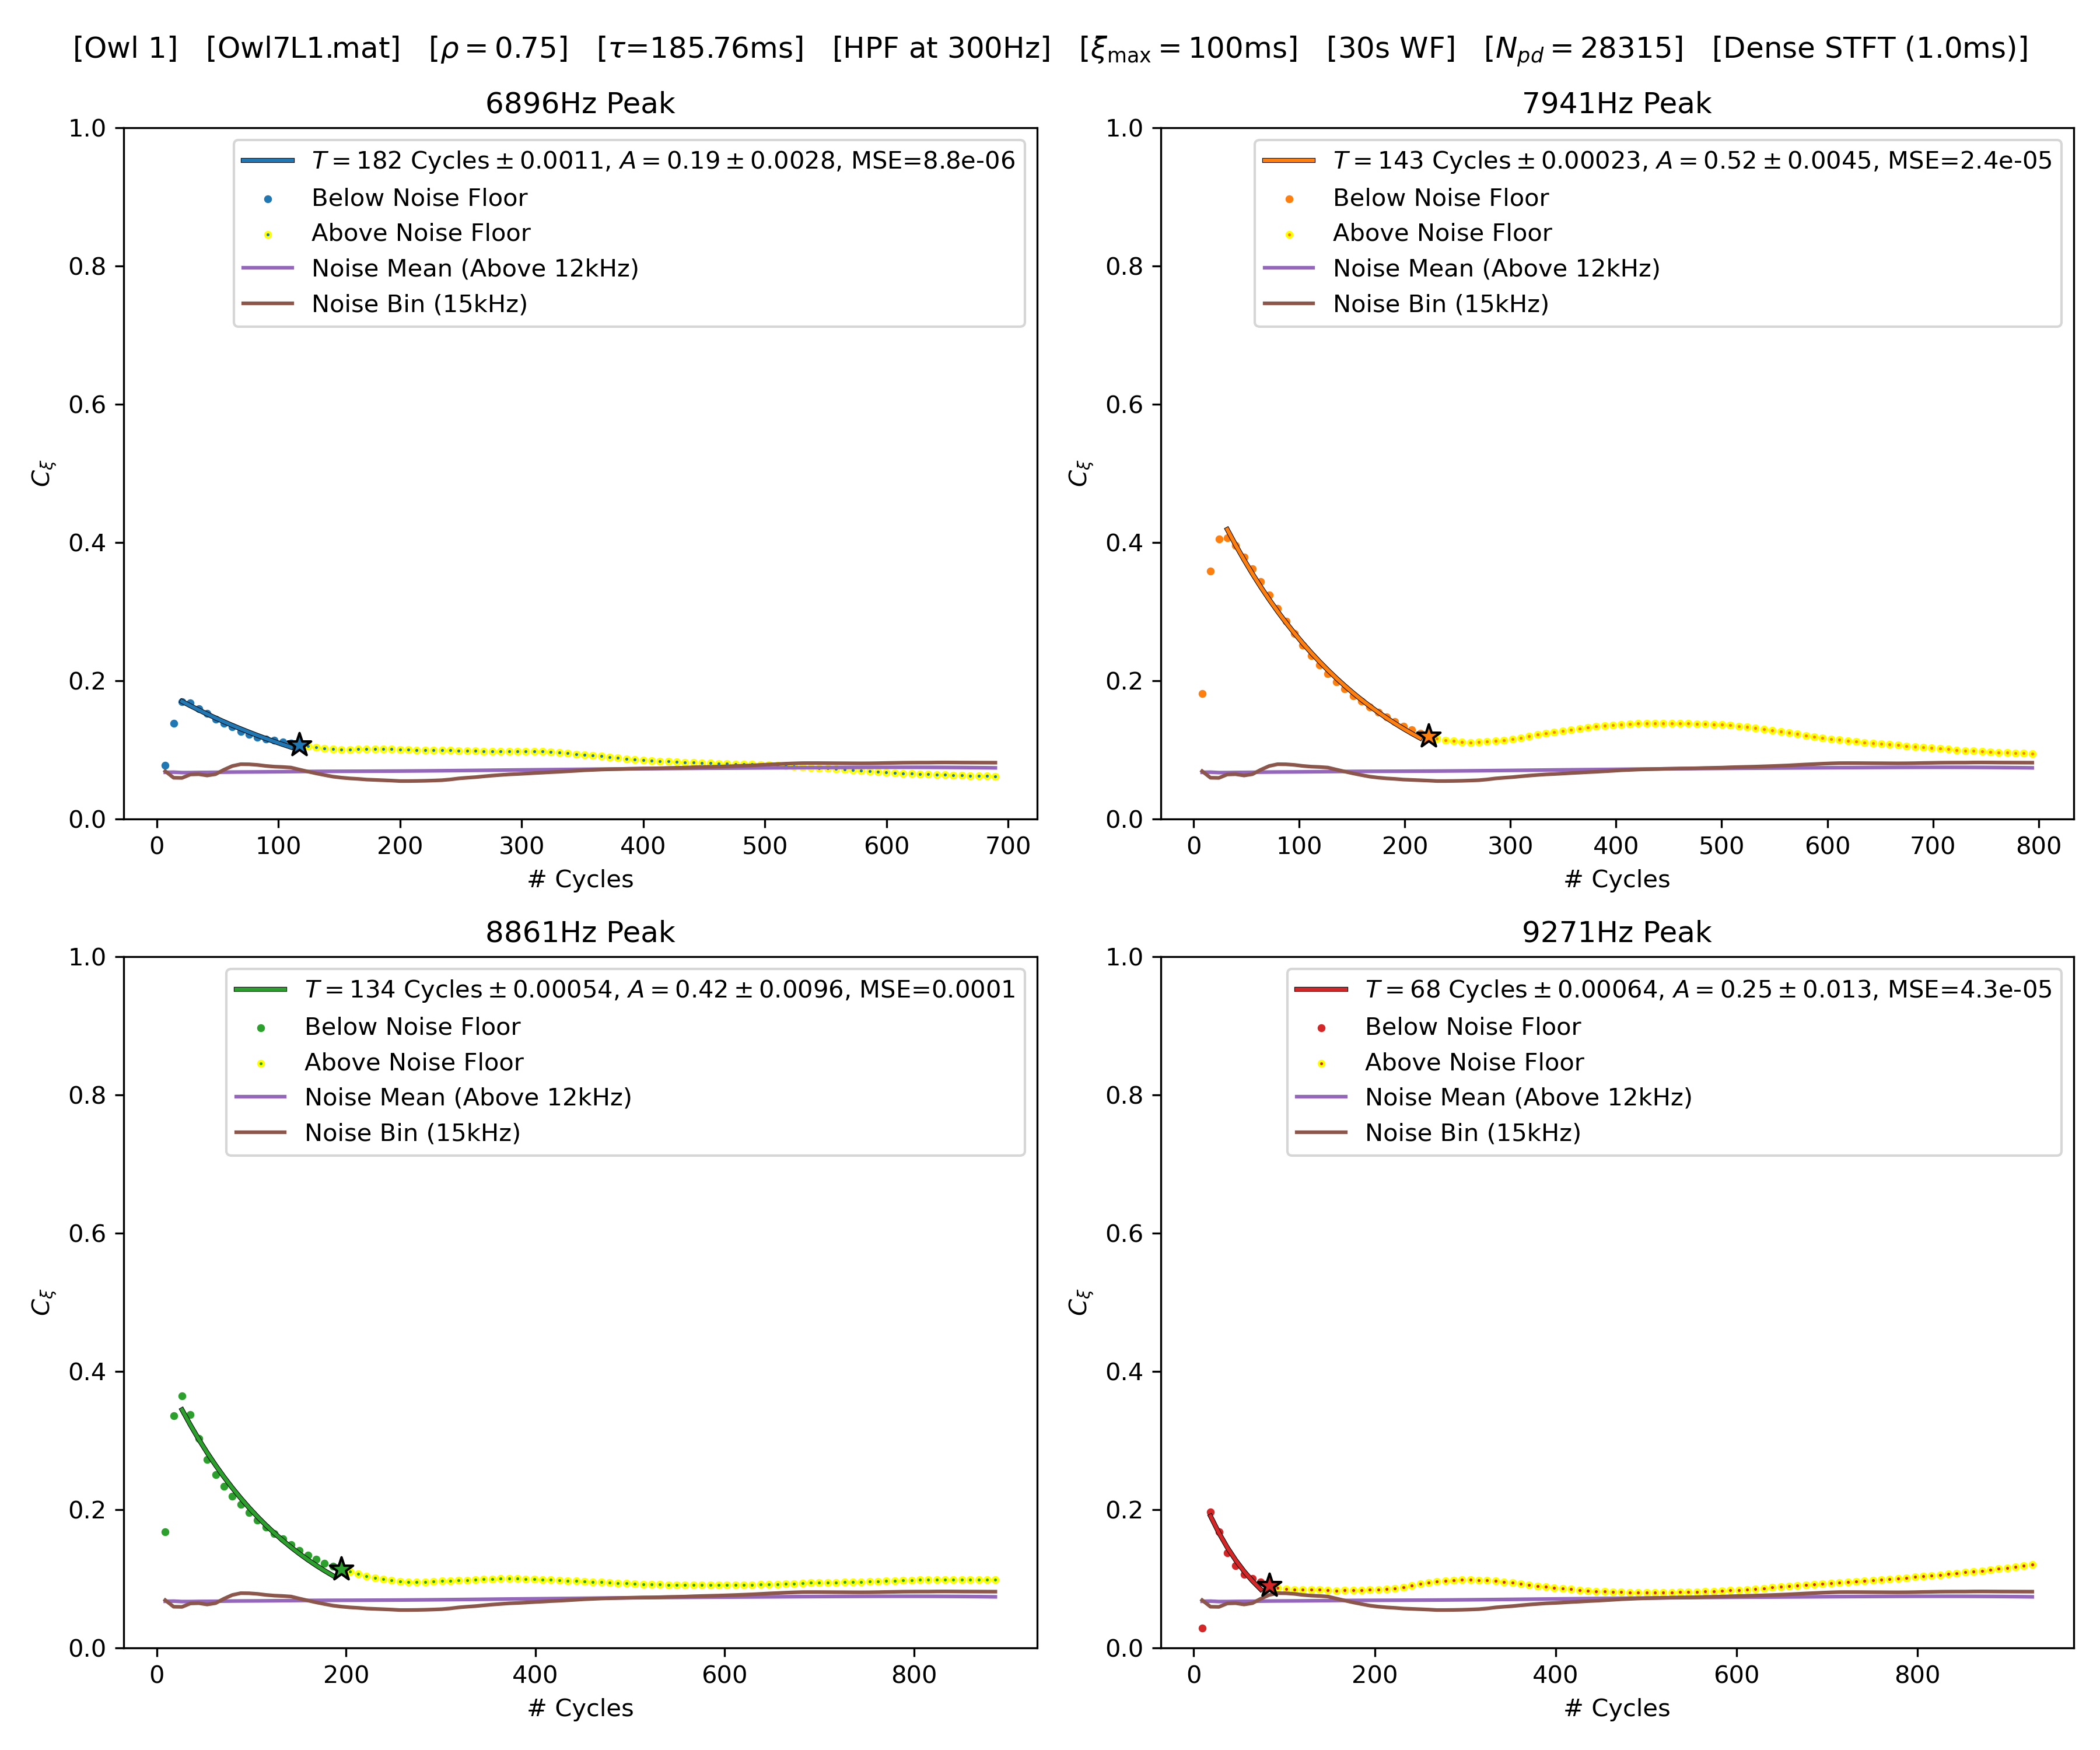 [Owl 1] [Owl7L1.mat] [ρ = 0.75] [τ=185.76ms] [HPF at 300Hz] [ξmax = 100ms] [30s WF] [Npd = 28315] [Dense STFT (1.0ms)]
6896Hz Peak
T = 182 Cycles ± 0.0011, A = 0.19 ± 0.0028, MSE=8.8e-06
Below Noise Floor
Above Noise Floor
Noise Mean (Above 12kHz)
Noise Bin (15kHz)
1.0
0.8
0.6
0.4
0.2
0.0
Cξ
0 100 200 300 400 500 600 700
# Cycles
7941Hz Peak
T = 143 Cycles ± 0.00023, A = 0.52 ± 0.0045, MSE=2.4e-05
Below Noise Floor
Above Noise Floor
Noise Mean (Above 12kHz)
Noise Bin (15kHz)
1.0
0.8
0.6
0.4
0.2
0.0
Cξ
0 100 200 300 400 500 600 700 800
# Cycles
8861Hz Peak
T = 134 Cycles ± 0.00054, A = 0.42 ± 0.0096, MSE=0.0001
Below Noise Floor
Above Noise Floor
Noise Mean (Above 12kHz)
Noise Bin (15kHz)
1.0
0.8
0.6
0.4
0.2
0.0
Cξ
0 200 400 600 800
# Cycles
9271Hz Peak
T = 68 Cycles ± 0.00064, A = 0.25 ± 0.013, MSE=4.3e-05
Below Noise Floor
Above Noise Floor
Noise Mean (Above 12kHz)
Noise Bin (15kHz)
1.0
0.8
0.6
0.4
0.2
0.0
Cξ
0 200 400 600 800
# Cycles